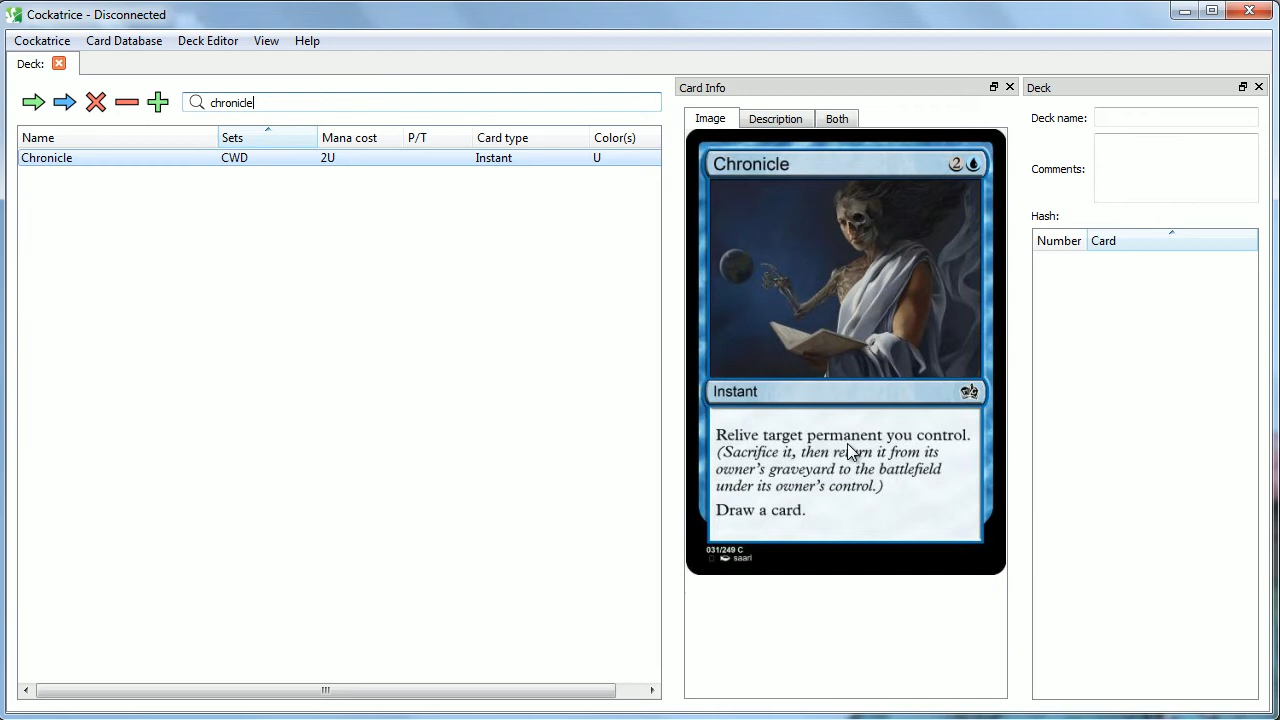 Cockatrice - Disconnected
Cockatrice Card Database Deck Editor View Help
Deck:
chronicle
Name Sets Mana cost P/T Card type Color(s)
Chronicle CWD 2U Instant U
Card Info
Image Description Both
Chronicle 2
Instant
Relive target permanent you control.
(Sacrifice it, then return it from its
owner's graveyard to the battlefield
under its owner's control.)
Draw a card.
031/249 C
saarl
Deck
Deck name:
Comments:
Hash:
Number Card